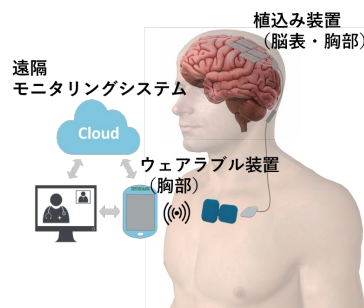 植込み装置
（脳表・胸部）
遠隔
モニタリングシステム
Cloud
ウェアラブル装置
（胸部）